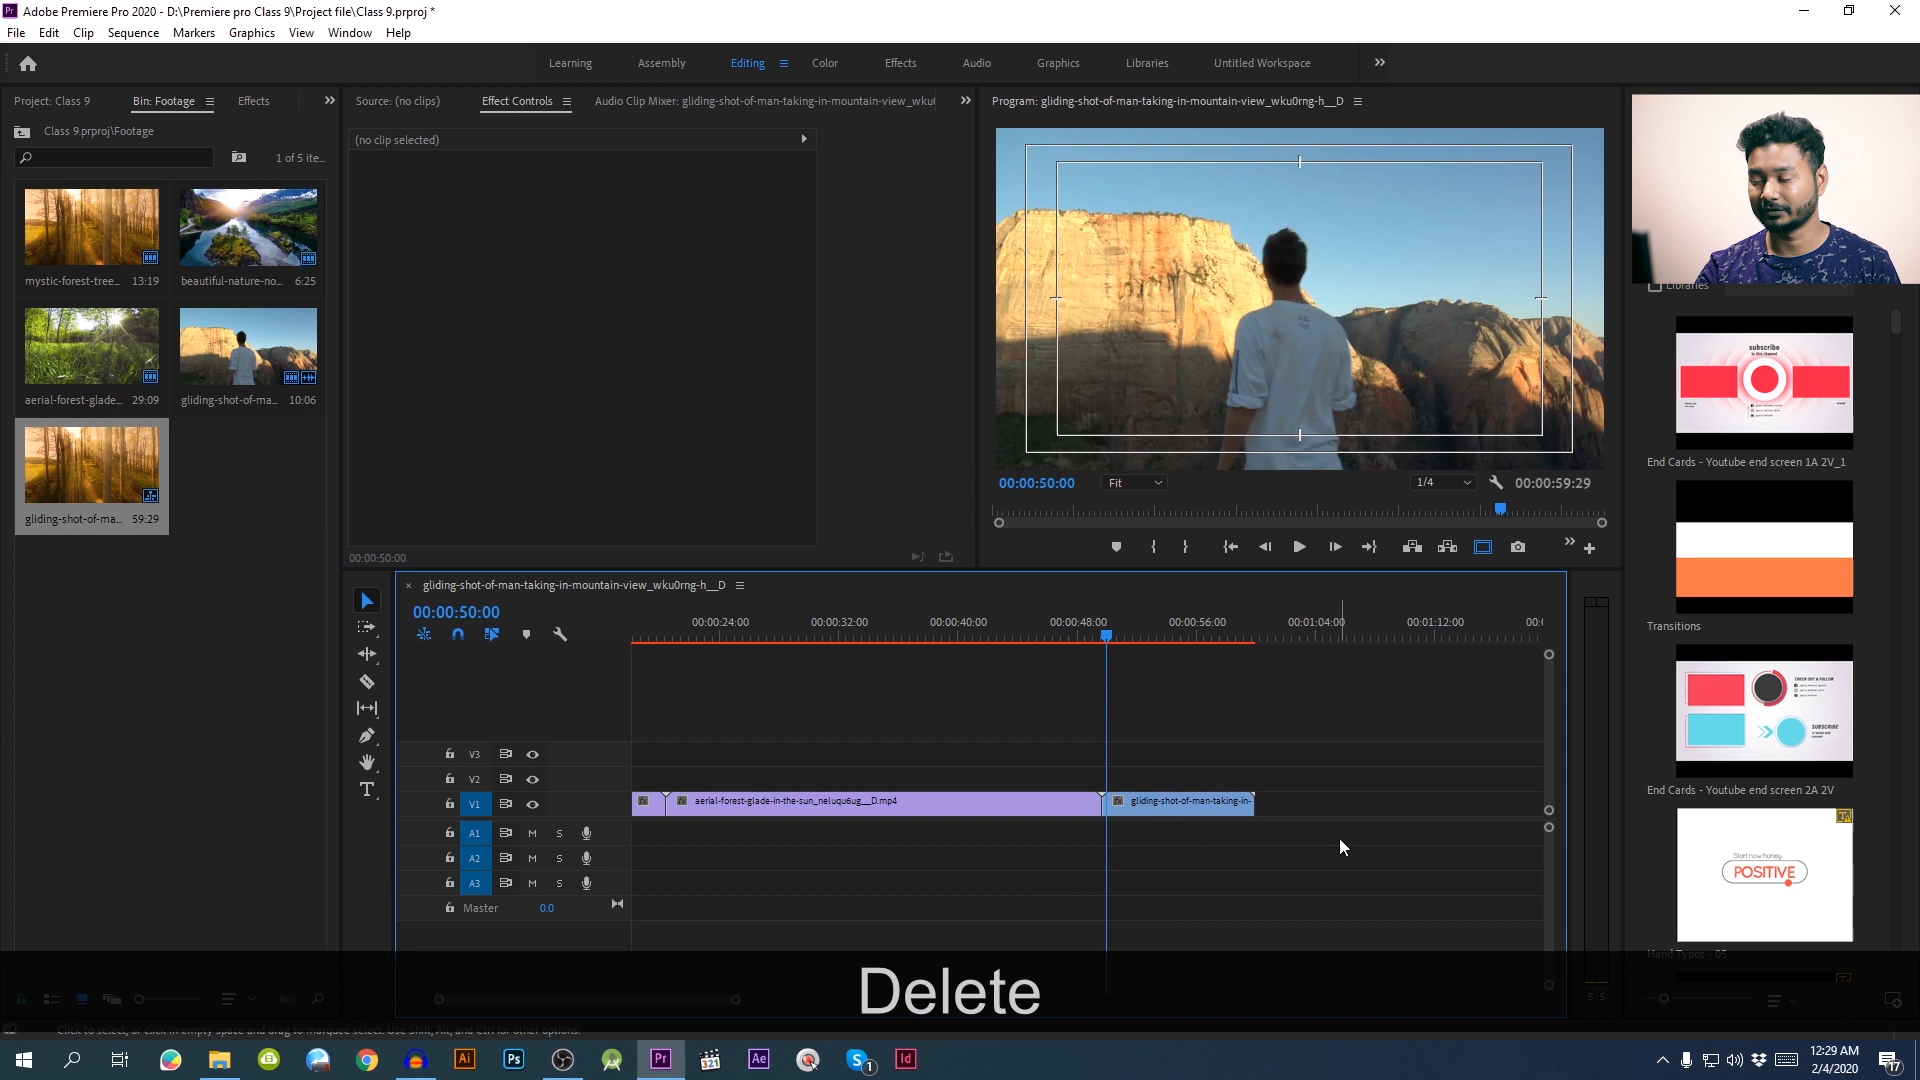 Adobe Premiere Pro 2020 - D:\Premiere pro Class 9\Project file\Class 9.prproj *
File Edit Clip Sequence Markers Graphics View Window Help
Learning Assembly Editing Color Effects Audio Graphics Libraries Untitled Workspace
Project: Class 9 Bin: Footage Effects
Source: (no clips) Effect Controls Audio Clip Mixer: gliding-shot-of-man-taking-in-mountain-view_wku
Program: gliding-shot-of-man-taking-in-mountain-view_wku0rng-h__D
Class 9.prproj\Footage
(no clip selected)
1 of 5 ite...
mystic-forest-tree... 13:19
beautiful-nature-no... 6:25
aerial-forest-glade... 29:09
gliding-shot-of-ma... 10:06
gliding-shot-of-ma... 59:29
Libraries
subscribe
to this channel
End Cards - Youtube end screen 1A 2V_1
00:00:50:00 Fit 1/4 00:00:59:29
00:00:50:00
gliding-shot-of-man-taking-in-mountain-view_wku0rng-h__D
00:00:50:00
00:00:24:00 00:00:32:00 00:00:40:00 00:00:48:00 00:00:56:00 00:01:04:00 00:01:12:00 00:
Transitions
CHECK OUT & FOLLOW
SUBSCRIBE
End Cards - Youtube end screen 2A 2V
V3
V2
V1
aerial-forest-glade-in-the-sun_neluqu6ug__D.mp4
gliding-shot-of-man-taking-in-
A1 M S
A2 M S
A3 M S
Master 0.0
Start now honey
POSITIVE
Hand Typos - 05
Delete
S S
Click to select, or click in empty space and drag to marquee select. Use Shift, Alt, and Ctrl for other options.
Ai Ps Pr 321 Ae S 1 Id
12:29 AM
2/4/2020
17